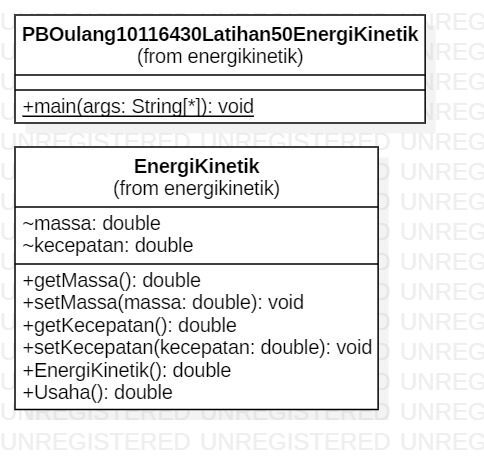 PBOulang10116430Latihan50EnergiKinetik
(from energikinetik)
+main(args: String[*]): void
EnergiKinetik
(from energikinetik)
~massa: double
~kecepatan: double
+getMassa(): double
+setMassa(massa: double): void
+getKecepatan(): double
+setKecepatan(kecepatan: double): void
+EnergiKinetik(): double
+Usaha(): double
UNREGISTERED UNREGISTERED UNREG